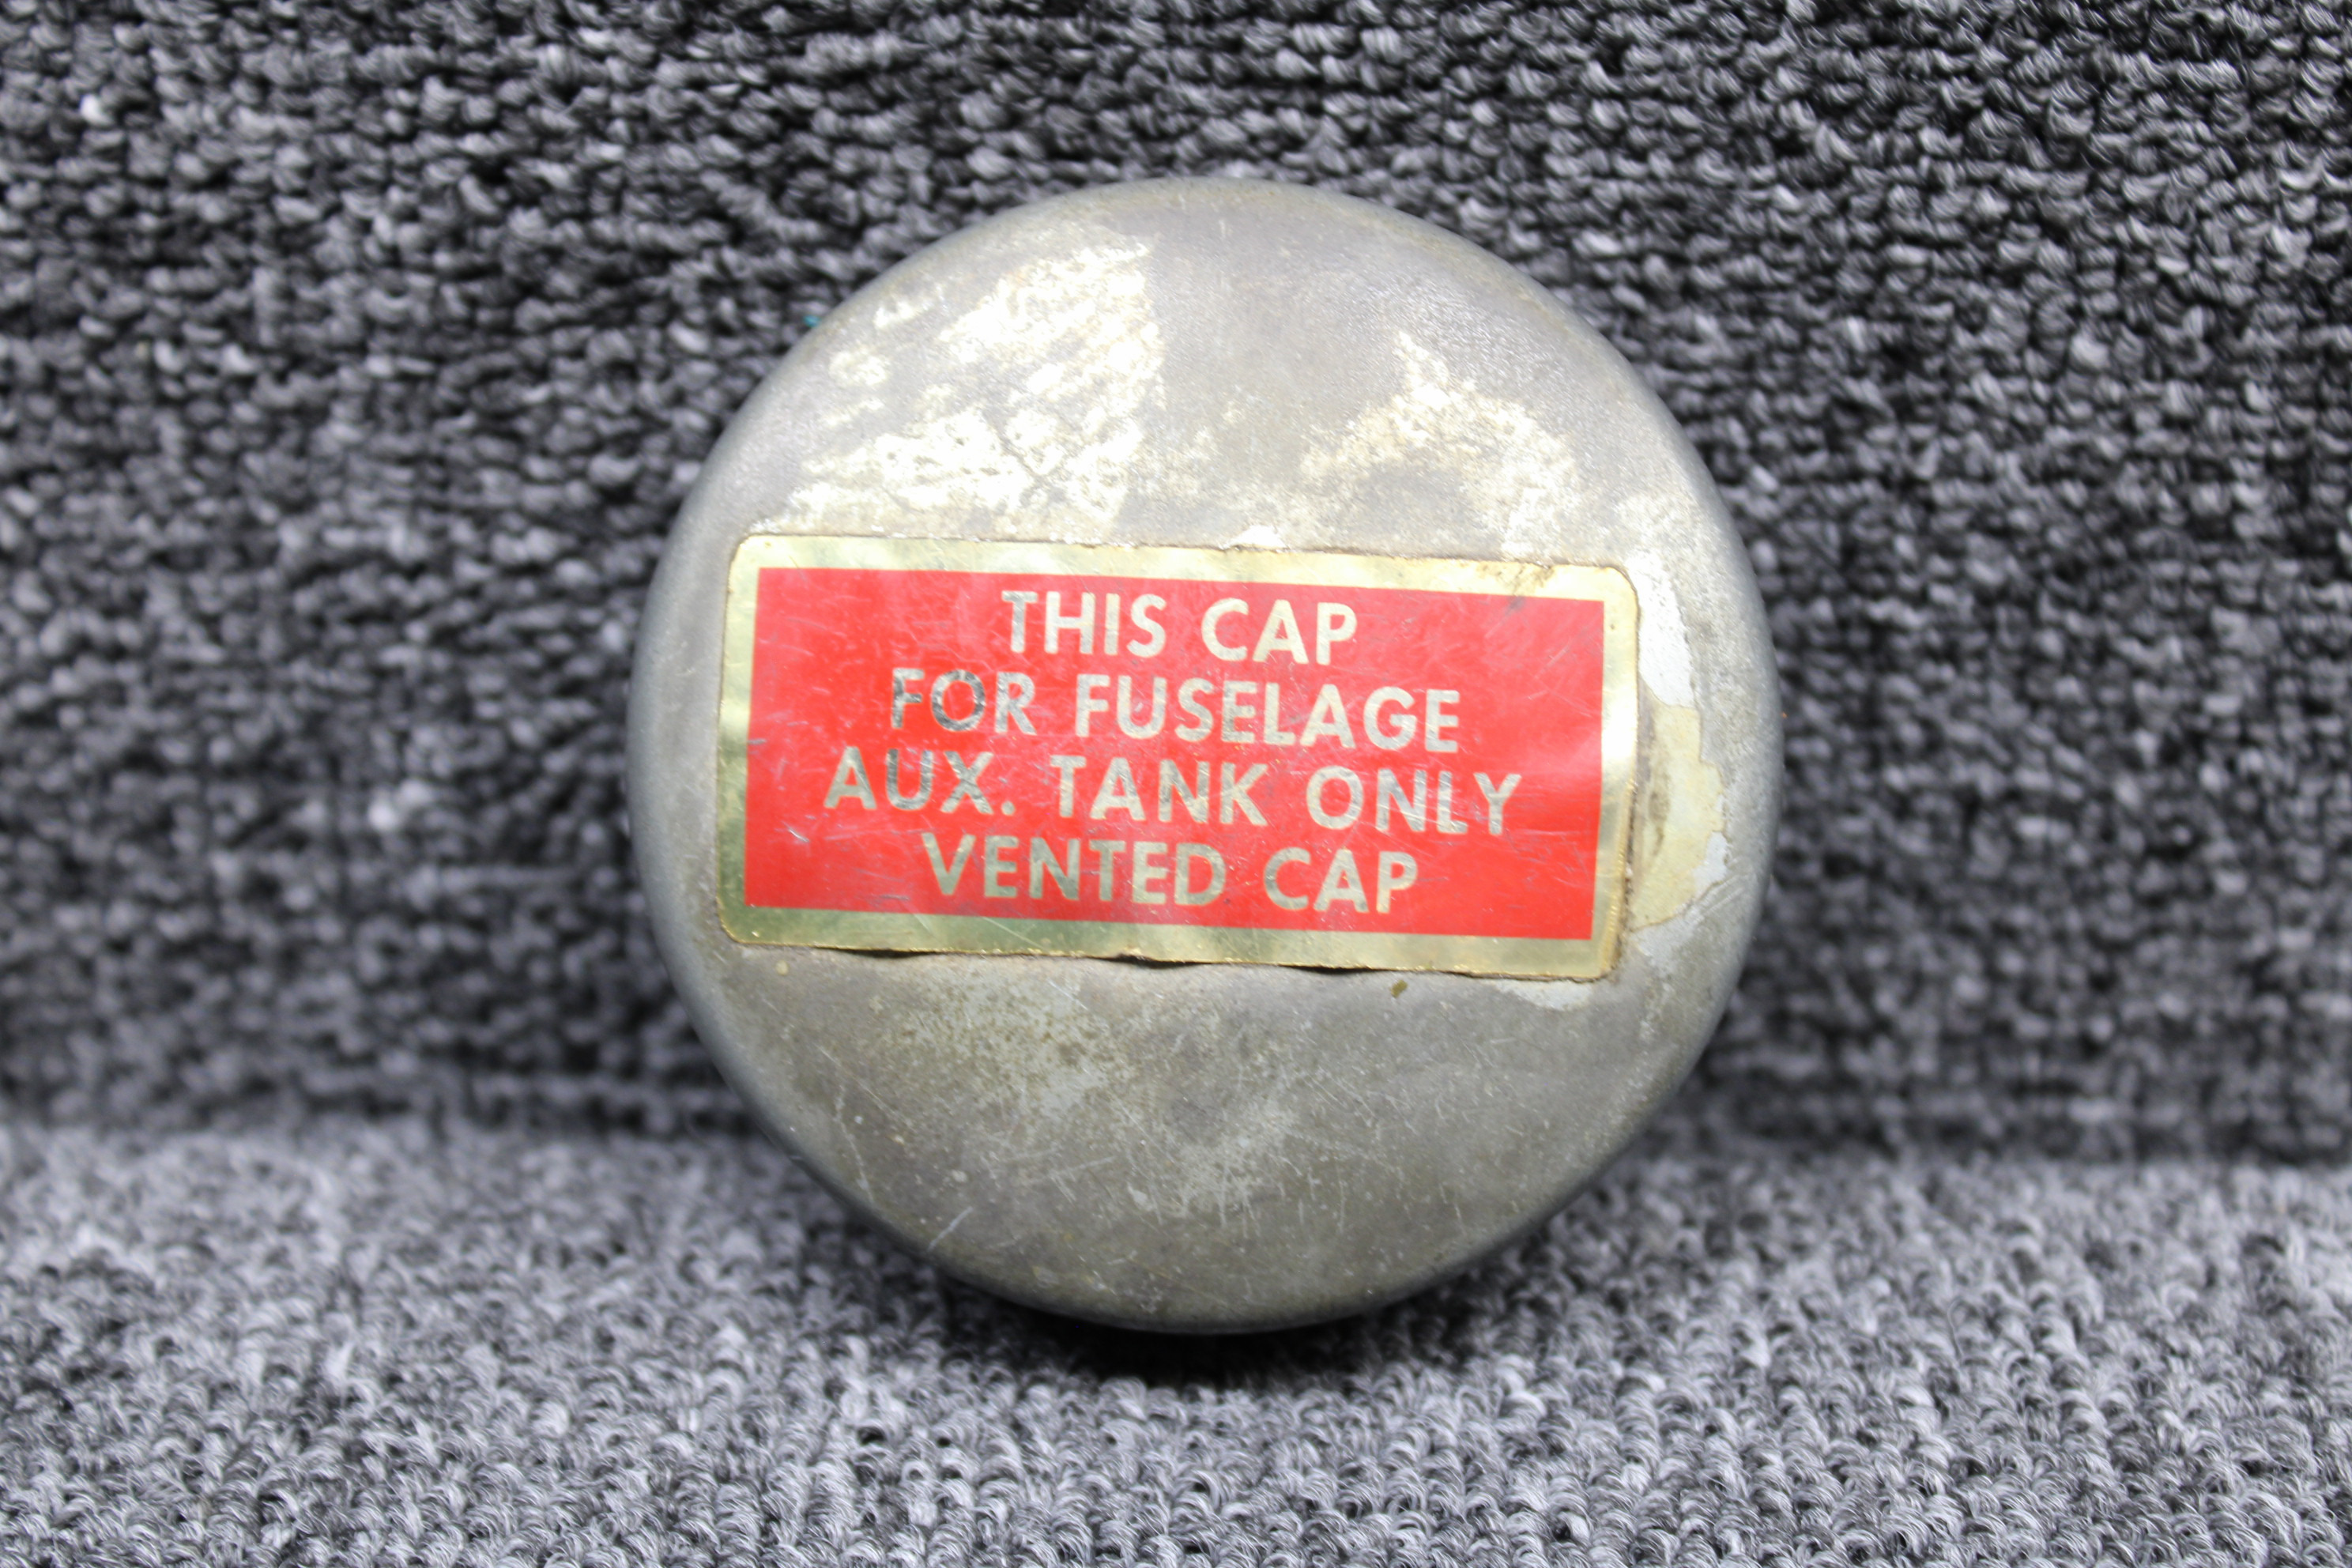 THIS CAP
FOR FUSELAGE
AUX. TANK ONLY
VENTED CAP